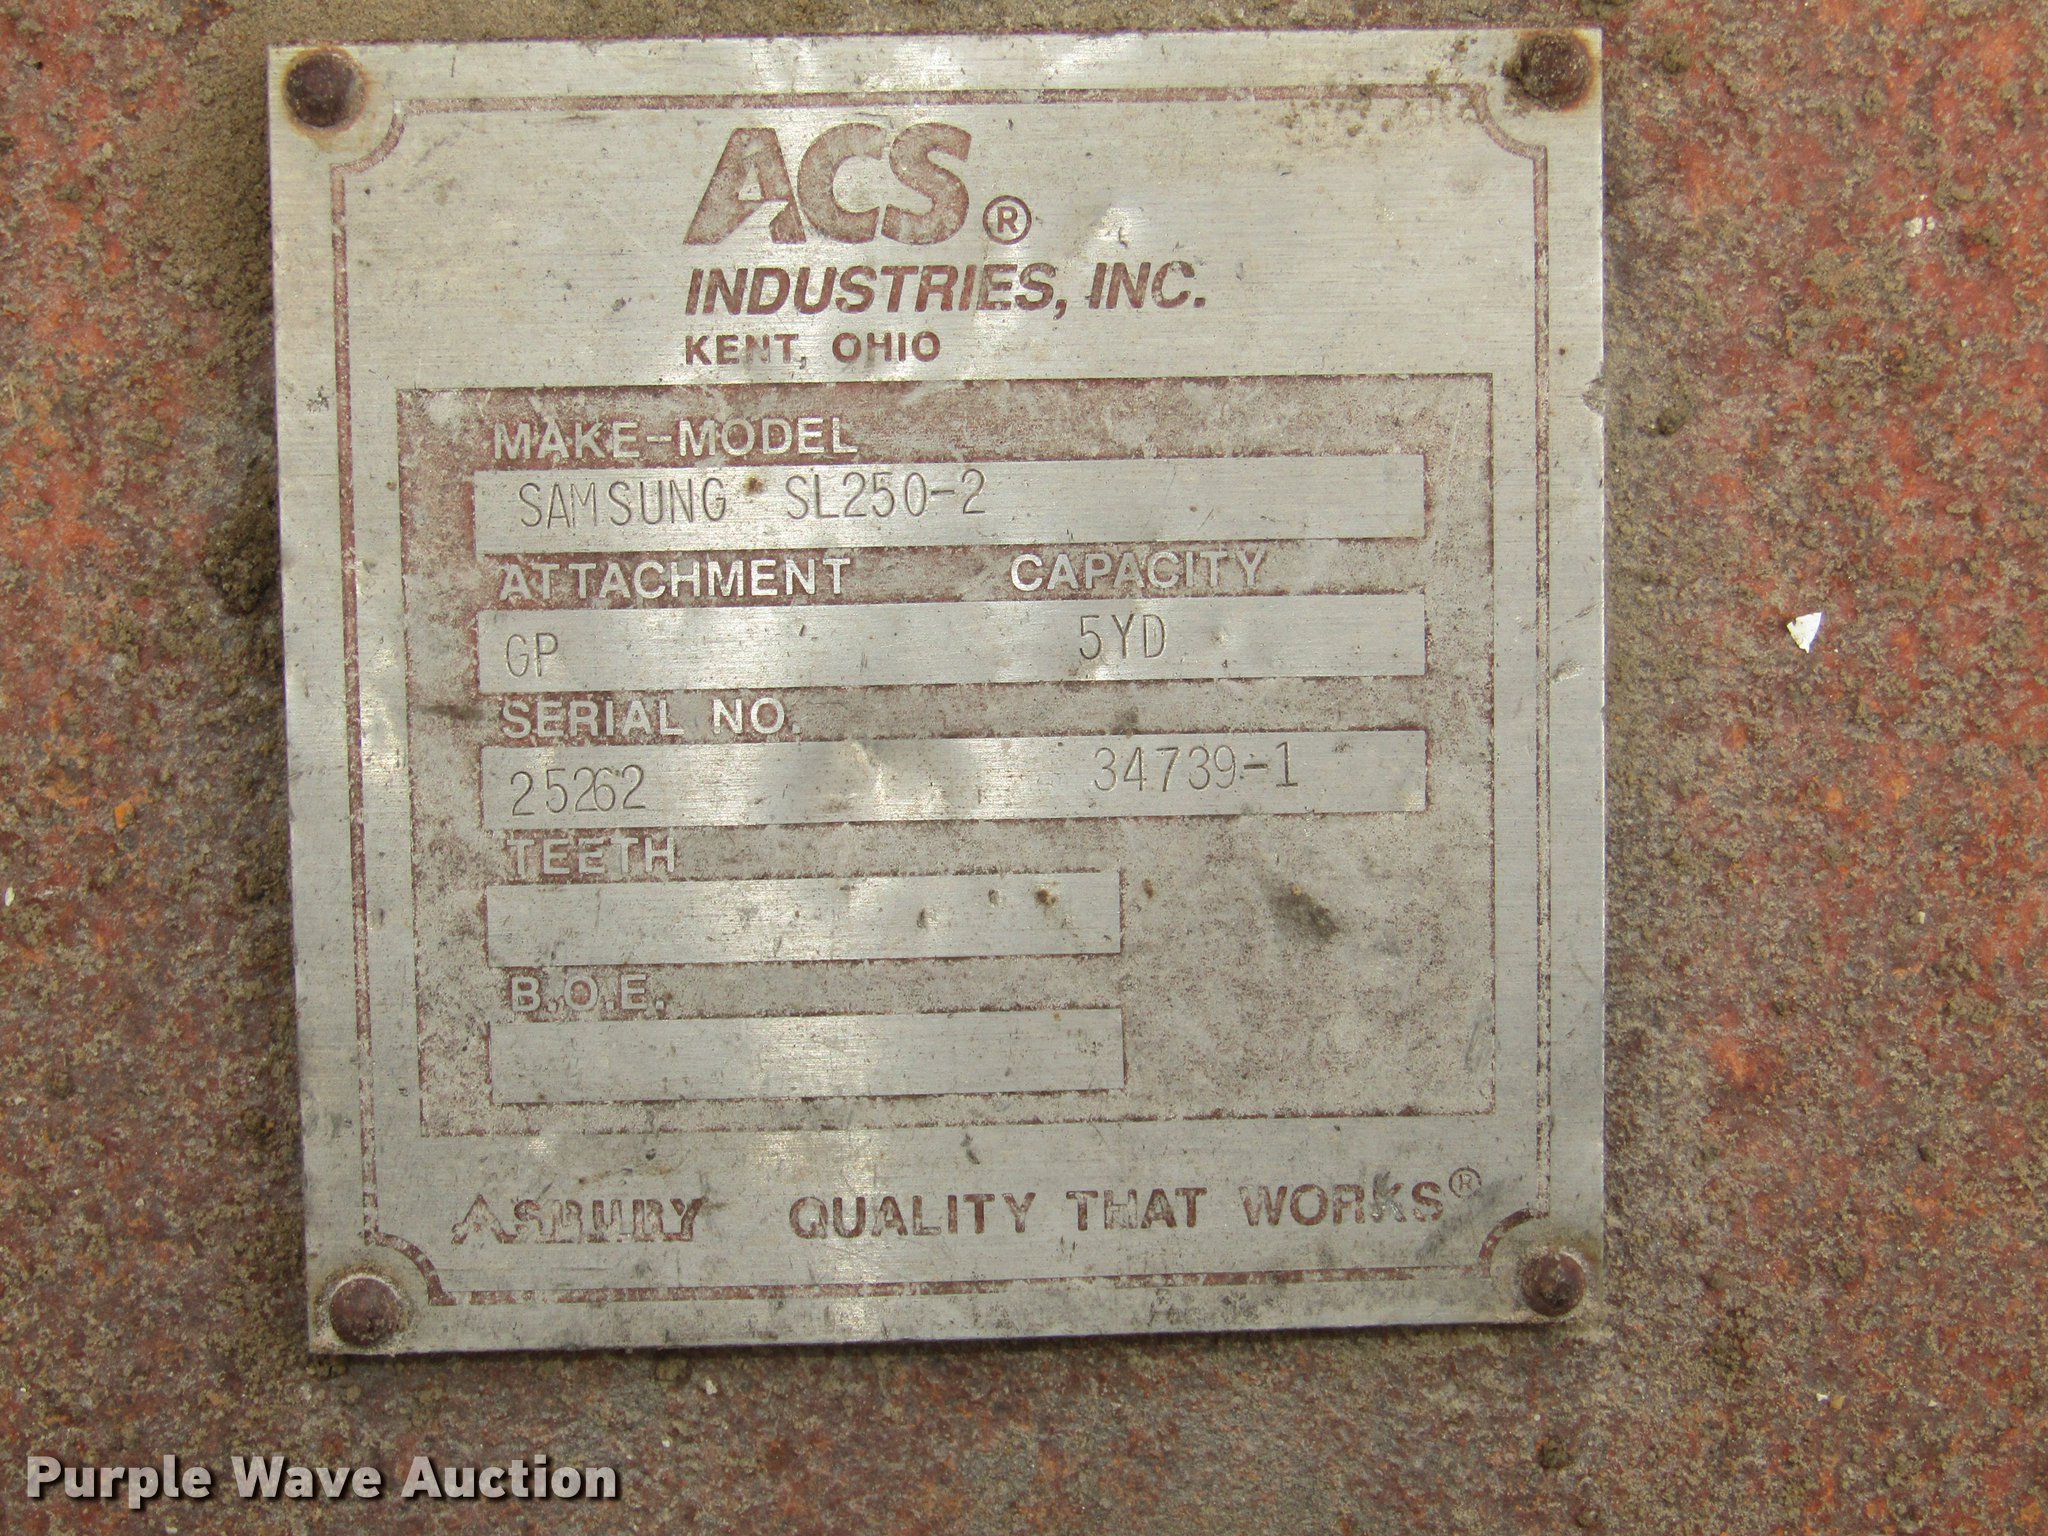 ACS®
INDUSTRIES, INC.
KENT, OHIO
MAKE--MODEL
SAMSUNG SL250-2
ATTACHMENT CAPACITY
GP 5YD
SERIAL NO.
25262 34739-1
TEETH
B.O.E.
ASBURY QUALITY THAT WORKS®
Purple Wave Auction